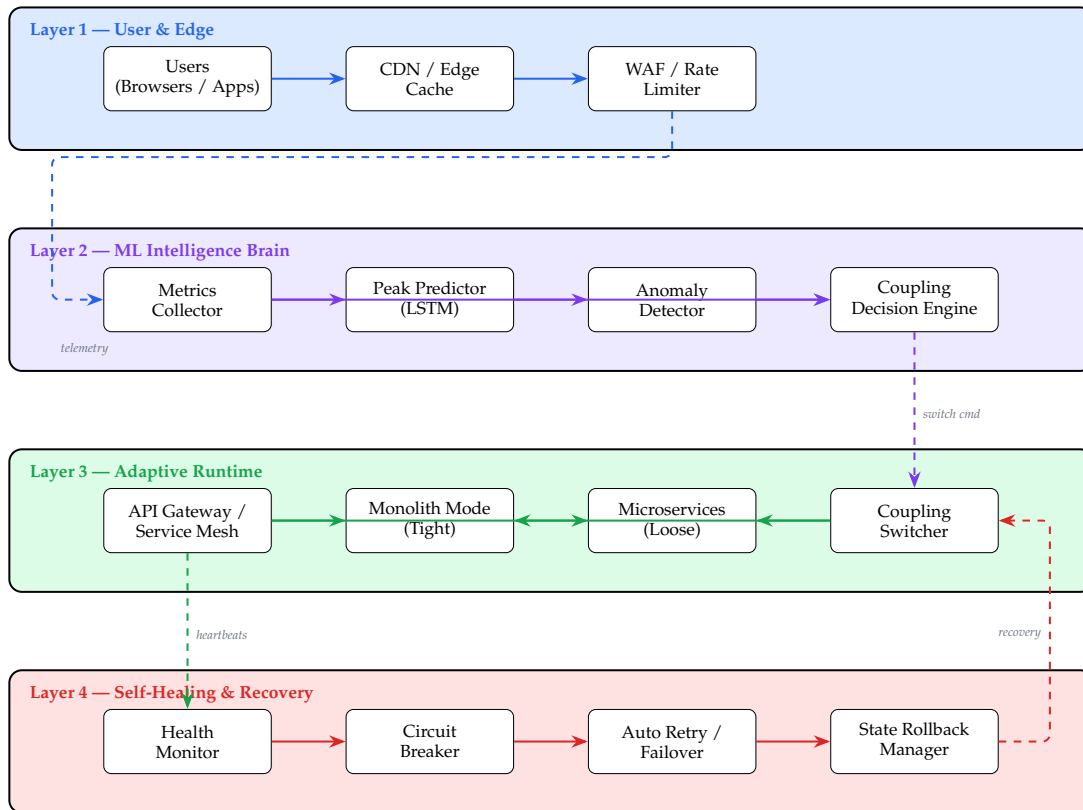 Layer 1 — User & Edge
Users
(Browsers / Apps)
CDN / Edge
Cache
WAF / Rate
Limiter
Layer 2 — ML Intelligence Brain
Metrics
Collector
Peak Predictor
(LSTM)
Anomaly
Detector
Coupling
Decision Engine
telemetry
switch cmd
Layer 3 — Adaptive Runtime
API Gateway /
Service Mesh
Monolith Mode
(Tight)
Microservices
(Loose)
Coupling
Switcher
heartbeats
recovery
Layer 4 — Self-Healing & Recovery
Health
Monitor
Circuit
Breaker
Auto Retry /
Failover
State Rollback
Manager